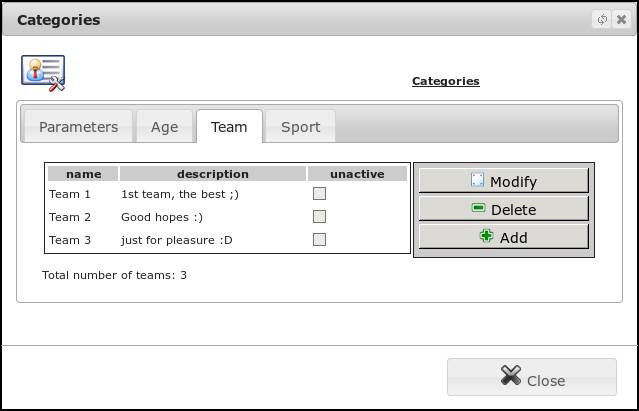 Categories
Categories
Parameters Age Team Sport
name description unactive
Team 1 1st team, the best ;)
Team 2 Good hopes :)
Team 3 just for pleasure :D
Modify
Delete
Add
Total number of teams: 3
Close